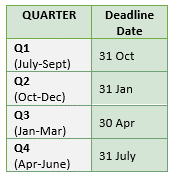 QUARTER
Deadline
Date
Q1
(July-Sept)
31 Oct
Q2
(Oct-Dec)
31 Jan
Q3
(Jan-Mar)
30 Apr
Q4
(Apr-June)
31 July